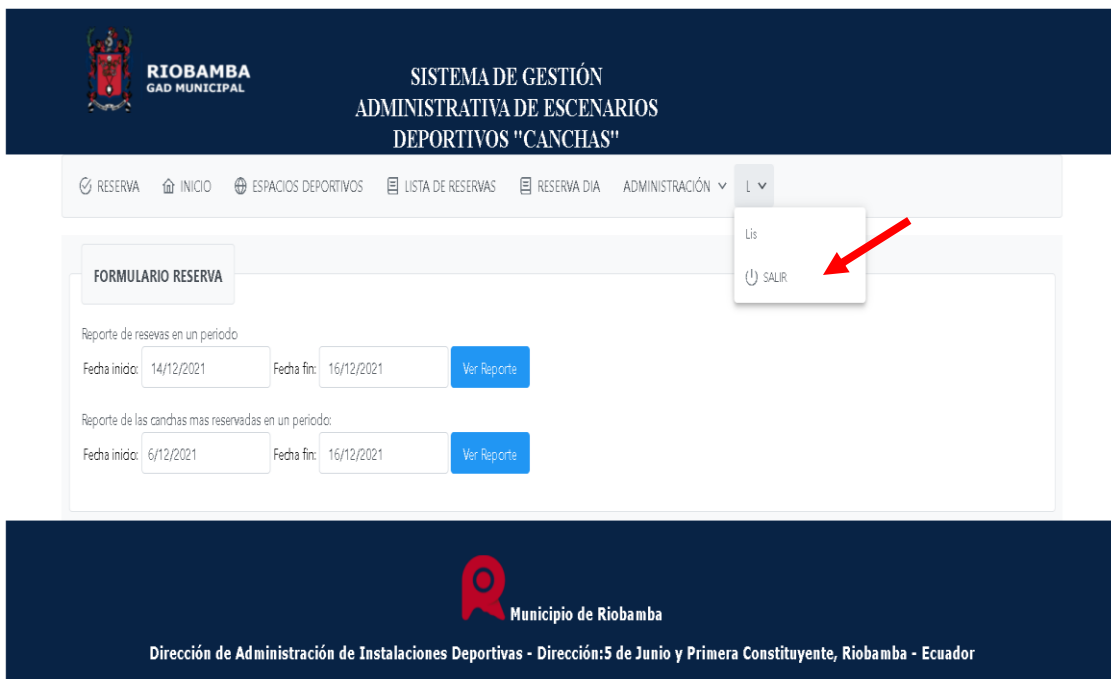 RIOBAMBA
GAD MUNICIPAL
SISTEMA DE GESTIÓN
ADMINISTRATIVA DE ESCENARIOS
DEPORTIVOS "CANCHAS"
RESERVA INICIO ESPACIOS DEPORTIVOS LISTA DE RESERVAS RESERVA DIA ADMINISTRACIÓN L
Lis
SALIR
FORMULARIO RESERVA
Reporte de resevas en un periodo
Fecha inicio: 14/12/2021 Fecha fin: 16/12/2021 Ver Reporte
Reporte de las canchas mas reservadas en un periodo:
Fecha inicio: 6/12/2021 Fecha fin: 16/12/2021 Ver Reporte
Municipio de Riobamba
Dirección de Administración de Instalaciones Deportivas - Dirección:5 de Junio y Primera Constituyente, Riobamba - Ecuador